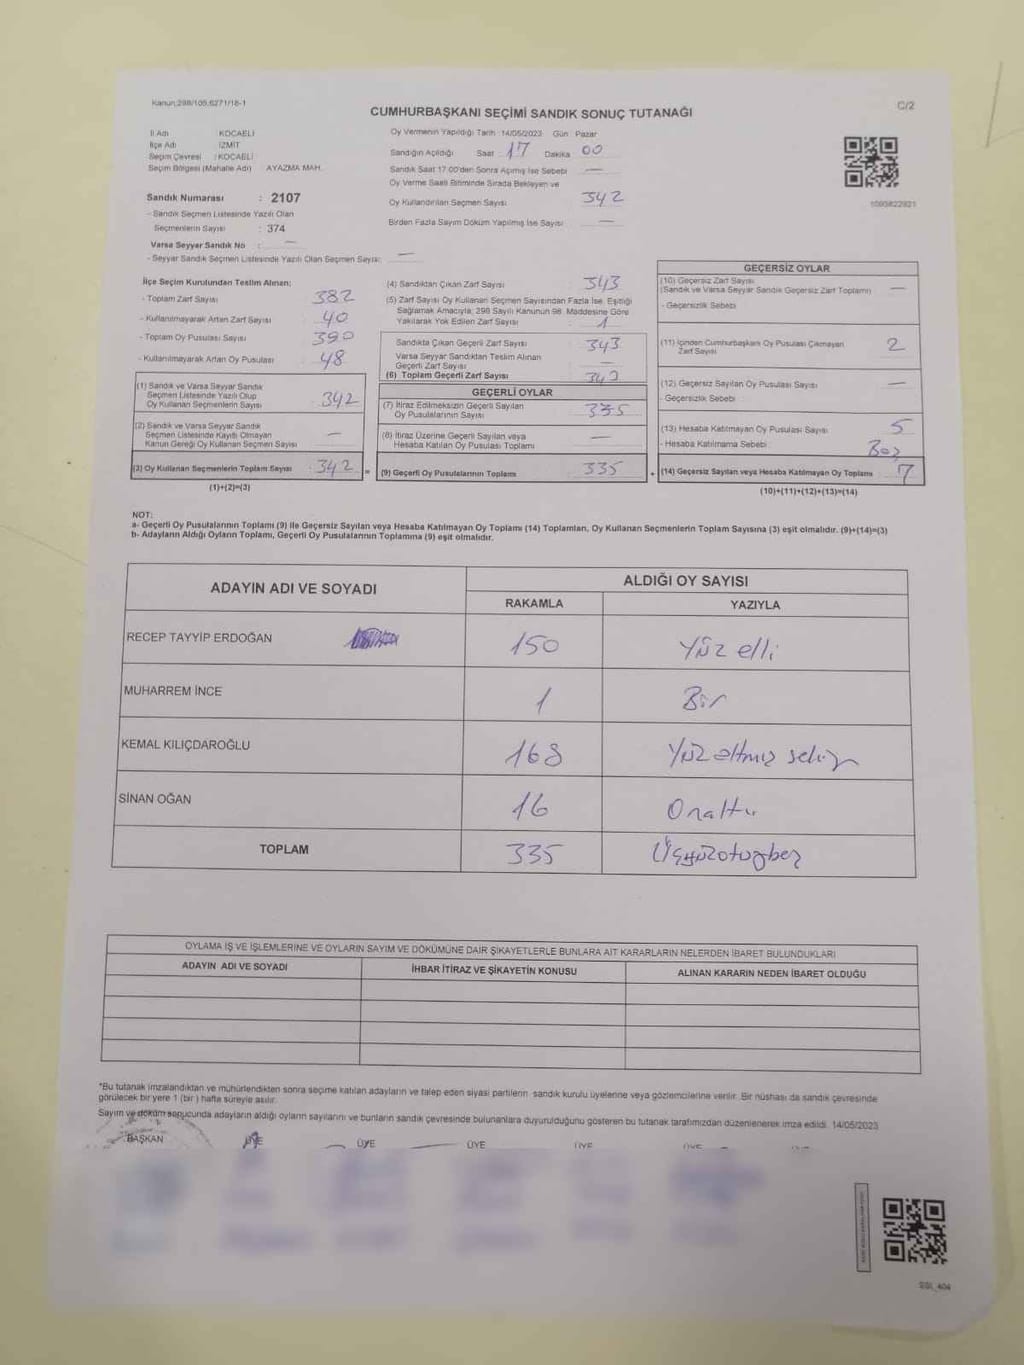 Kanun:298/105,6271/18-1
C/2
CUMHURBAŞKANI SEÇİMİ SANDIK SONUÇ TUTANAĞI
İl Adı KOCAELİ
İlçe Adı İZMİT
Seçim Çevresi : KOCAELİ
Seçim Bölgesi (Mahalle Adı) AYAZMA MAH.
Oy Vermenin Yapıldığı Tarih :14/05/2023 Gün : Pazar
Sandığın Açıldığı Saat : 17 Dakika 00
Sandık Saat 17:00'den Sonra Açılmış İse Sebebi —
Oy Verme Saati Bitiminde Sırada Bekleyen ve
Oy Kullandırılan Seçmen Sayısı 342
Birden Fazla Sayım Döküm Yapılmış İse Sayısı —
1095822921
Sandık Numarası : 2107
- Sandık Seçmen Listesinde Yazılı Olan
Seçmenlerin Sayısı : 374
Varsa Seyyar Sandık No : —
- Seyyar Sandık Seçmen Listesinde Yazılı Olan Seçmen Sayısı: —
İlçe Seçim Kurulundan Teslim Alınan:
- Toplam Zarf Sayısı 382
- Kullanılmayarak Artan Zarf Sayısı 40
- Toplam Oy Pusulası Sayısı 390
- Kullanılmayarak Artan Oy Pusulası 48
(1) Sandık ve Varsa Seyyar Sandık
Seçmen Listesinde Yazılı Olup
Oy Kullanan Seçmenlerin Sayısı 342
(2) Sandık ve Varsa Seyyar Sandık
Seçmen Listesinde Kayıtlı Olmayan
Kanun Gereği Oy Kullanan Seçmen Sayısı —
(3) Oy Kullanan Seçmenlerin Toplam Sayısı 342 =
(1)+(2)=(3)
(4) Sandıktan Çıkan Zarf Sayısı 343
(5) Zarf Sayısı Oy Kullanan Seçmen Sayısından Fazla İse, Eşitliği
Sağlamak Amacıyla; 298 Sayılı Kanunun 98. Maddesine Göre
Yakılarak Yok Edilen Zarf Sayısı 1
Sandıkta Çıkan Geçerli Zarf Sayısı 343
Varsa Seyyar Sandıktan Teslim Alınan
Geçerli Zarf Sayısı —
(6) Toplam Geçerli Zarf Sayısı
GEÇERLİ OYLAR
(7) İtiraz Edilmeksizin Geçerli Sayılan
Oy Pusulalarının Sayısı 335
(8) İtiraz Üzerine Geçerli Sayılan veya
Hesaba Katılan Oy Pusulası Toplamı —
(9) Geçerli Oy Pusulalarının Toplamı 335 +
GEÇERSİZ OYLAR
(10) Geçersiz Zarf Sayısı
(Sandık ve Varsa Seyyar Sandık Geçersiz Zarf Toplamı) —
- Geçersizlik Sebebi
(11) İçinden Cumhurbaşkanı Oy Pusulası Çıkmayan
Zarf Sayısı 2
(12) Geçersiz Sayılan Oy Pusulası Sayısı —
- Geçersizlik Sebebi :
(13) Hesaba Katılmayan Oy Pusulası Sayısı 5
- Hesaba Katılmama Sebebi Boş
(14) Geçersiz Sayılan veya Hesaba Katılmayan Oy Toplamı 7
(10)+(11)+(12)+(13)=(14)
NOT:
a- Geçerli Oy Pusulalarının Toplamı (9) ile Geçersiz Sayılan veya Hesaba Katılmayan Oy Toplamı (14) Toplamları, Oy Kullanan Seçmenlerin Toplam Sayısına (3) eşit olmalıdır. (9)+(14)=(3)
b- Adayların Aldığı Oyların Toplamı, Geçerli Oy Pusulalarının Toplamına (9) eşit olmalıdır.
ADAYIN ADI VE SOYADI ALDIĞI OY SAYISI
RAKAMLA YAZIYLA
RECEP TAYYİP ERDOĞAN 150 Yüz elli
MUHARREM İNCE 1 Bir
KEMAL KILIÇDAROĞLU 168 Yüz altmış sekiz
SİNAN OĞAN 16 Onaltı
TOPLAM 335 Üçyüzotuzbeş
OYLAMA İŞ VE İŞLEMLERİNE VE OYLARIN SAYIM VE DÖKÜMÜNE DAİR ŞİKAYETLERLE BUNLARA AİT KARARLARIN NELERDEN İBARET BULUNDUKLARI
ADAYIN ADI VE SOYADI İHBAR İTİRAZ VE ŞİKAYETİN KONUSU ALINAN KARARIN NEDEN İBARET OLDUĞU
*Bu tutanak imzalandıktan ve mühürlendikten sonra seçime katılan adayların ve talep eden siyasi partilerin sandık kurulu üyelerine veya gözlemcilerine verilir. Bir nüshası da sandık çevresinde
görülecek bir yere 1 (bir) hafta süreyle asılır.
Sayım ve döküm sonucunda adayların aldığı oyların sayılarını ve bunların sandık çevresinde bulunanlara duyurulduğunu gösteren bu tutanak tarafımızdan düzenlenerek imza edildi. 14/05/2023
BAŞKAN ÜYE ÜYE ÜYE ÜYE ÜYE
SSI_404